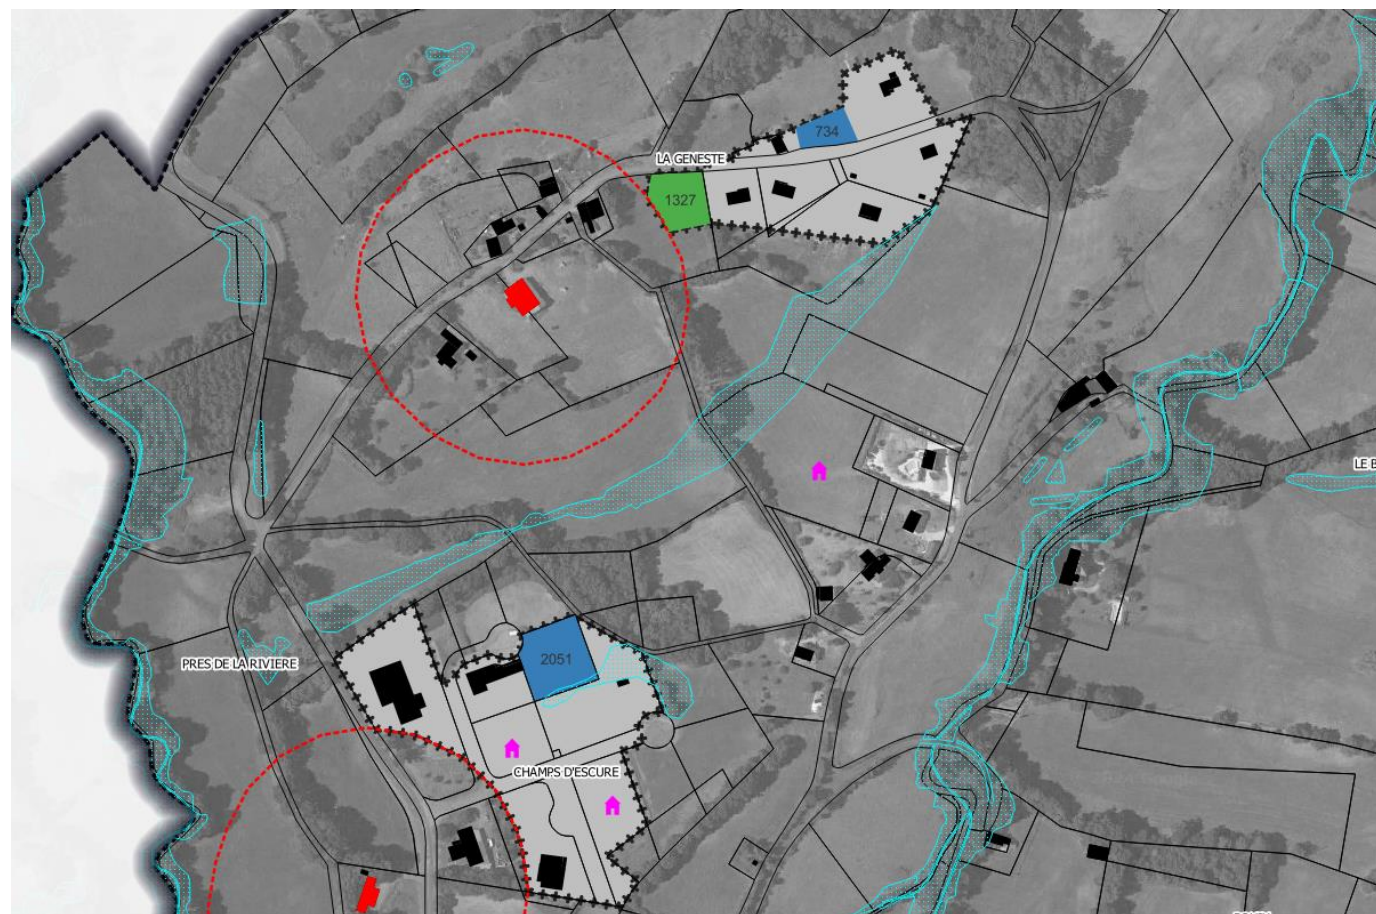 734
LA GENESTE
1327
LE B
2051
PRES DE LA RIVIERE
CHAMPS D'ESCURE